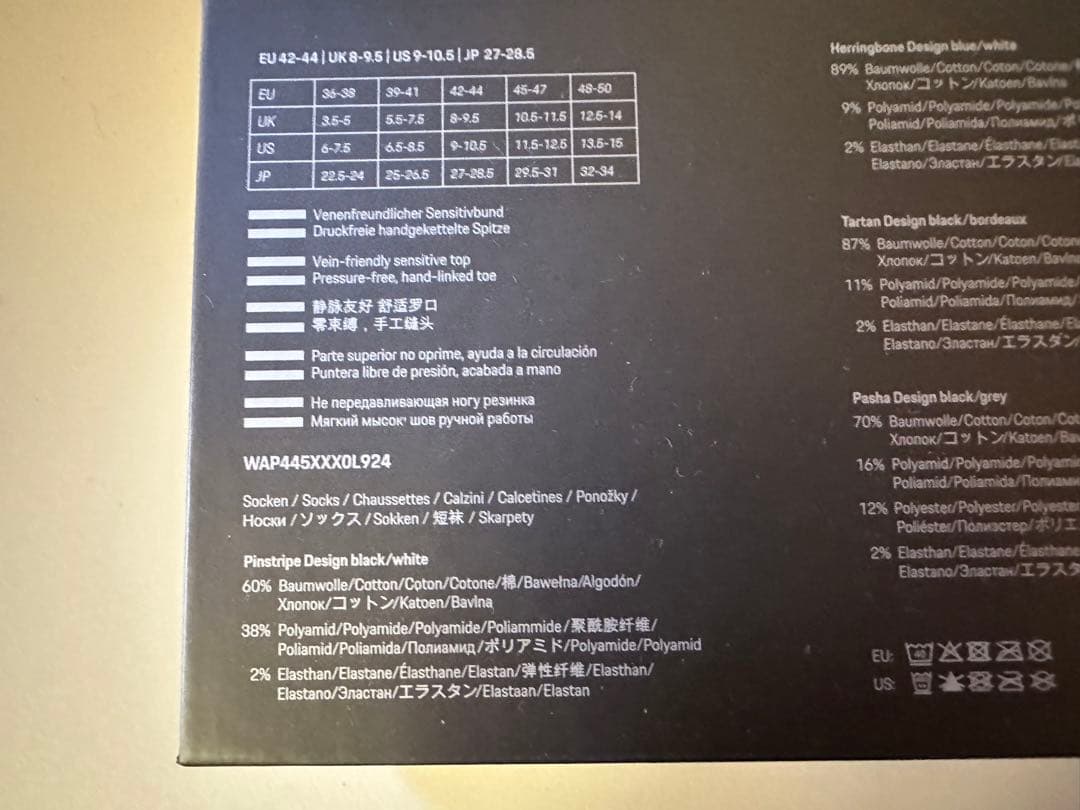 EU 42-44 | UK 8-9.5 | US 9-10.5 | JP 27-28.5
EU 36-38 39-41 42-44 45-47 48-50
UK 3.5-5 5.5-7.5 8-9.5 10.5-11.5 12.5-14
US 6-7.5 6.5-8.5 9-10.5 11.5-12.5 13.5-15
JP 22.5-24 25-26.5 27-28.5 29.5-31 32-34
Venenfreundlicher Sensitivbund
Druckfreie handgekettelte Spitze
Vein-friendly sensitive top
Pressure-free, hand-linked toe
静脉友好 舒适罗口
零束缚，手工缝头
Parte superior no oprime, ayuda a la circulación
Puntera libre de presión, acabada a mano
Не передавливающая ногу резинка
Мягкий мысок· шов ручной работы
WAP445XXX0L924
Socken / Socks / Chaussettes / Calzini / Calcetines / Ponožky /
Носки / ソックス / Sokken / 短袜 / Skarpety
Pinstripe Design black/white
60% Baumwolle/Cotton/Coton/Cotone/棉/Bawełna/Algodón/
Хлопок/コットン/Katoen/Bavlna
38% Polyamid/Polyamide/Polyamide/Poliammide/聚酰胺纤维/
Poliamid/Poliamida/Полиамид/ポリアミド/Polyamide/Polyamid
2% Elasthan/Elastane/Élasthane/Elastan/弹性纤维/Elasthan/
Elastano/Эластан/エラスタン/Elastaan/Elastan
Herringbone Design blue/white
89% Baumwolle/Cotton/Coton/Cotone/
Хлопок/コットン/Katoen/Bavlna
9% Polyamid/Polyamide/Polyamide/
Poliamid/Poliamida/Полиамид/
2% Elasthan/Elastane/Élasthane/
Elastano/Эластан/エラスタン/
Tartan Design black/bordeaux
87% Baumwolle/Cotton/Coton/
Хлопок/コットン/Katoen/
11% Polyamid/Polyamide/Polyamide/
Poliamid/Poliamida/Полиамид/
2% Elasthan/Elastane/Élasthane/
Elastano/Эластан/エラスタン/
Pasha Design black/grey
70% Baumwolle/Cotton/Coton/
Хлопок/コットン/Katoen/
16% Polyamid/Polyamide/
Poliamid/Poliamida/
12% Polyester/Polyester/Polyester
Poliéster/Полиэстер/
2% Elasthan/Elastane/Élasthane
Elastano/Эластан/エラスタ
EU: 40
US: